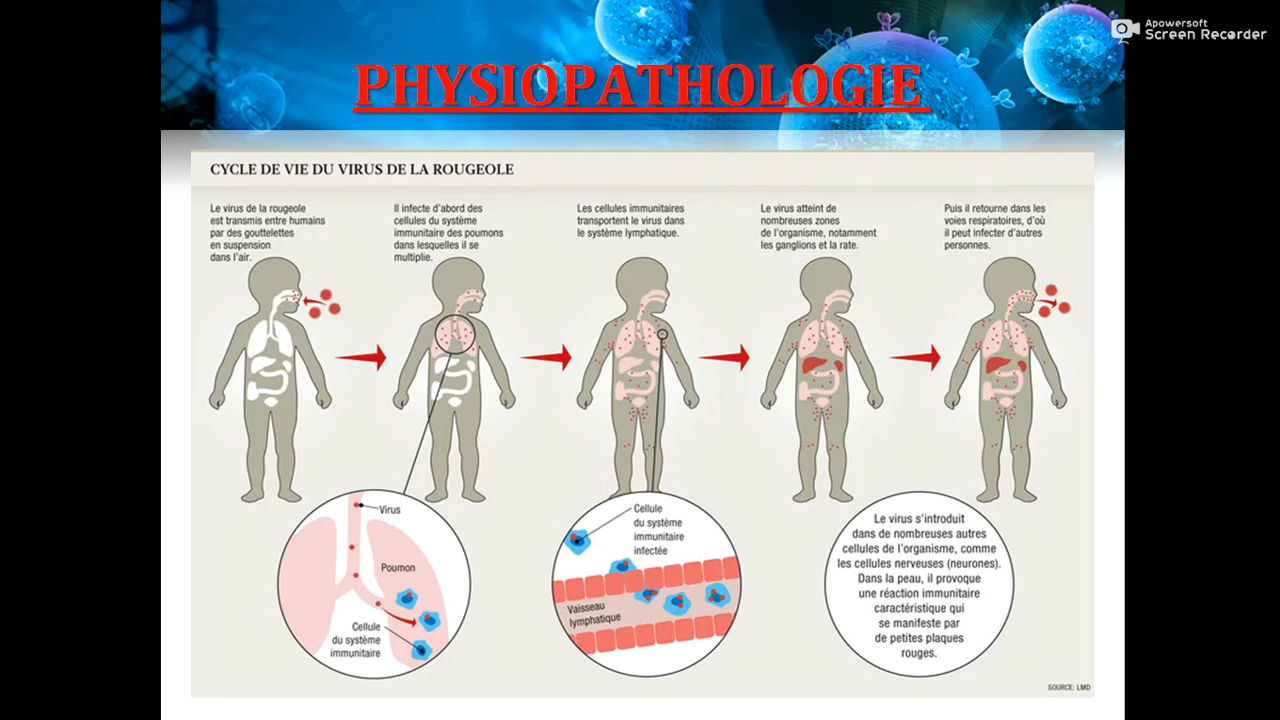 Apowersoft
Screen Recorder
PHYSIOPATHOLOGIE
CYCLE DE VIE DU VIRUS DE LA ROUGEOLE
Le virus de la rougeole
est transmis entre humains
par des gouttelettes
en suspension
dans l'air.
Il infecte d'abord des
cellules du système
immunitaire des poumons
dans lesquelles il se
multiplie.
Les cellules immunitaires
transportent le virus dans
le système lymphatique.
Le virus atteint de
nombreuses zones
de l'organisme, notamment
les ganglions et la rate.
Puis il retourne dans les
voies respiratoires, d'où
il peut infecter d'autres
personnes.
Virus
Poumon
Cellule
du système
immunitaire
Cellule
du système
immunitaire
infectée
Vaisseau
lymphatique
Le virus s'introduit
dans de nombreuses autres
cellules de l'organisme, comme
les cellules nerveuses (neurones).
Dans la peau, il provoque
une réaction immunitaire
caractéristique qui
se manifeste par
de petites plaques
rouges.
SOURCE: LMD